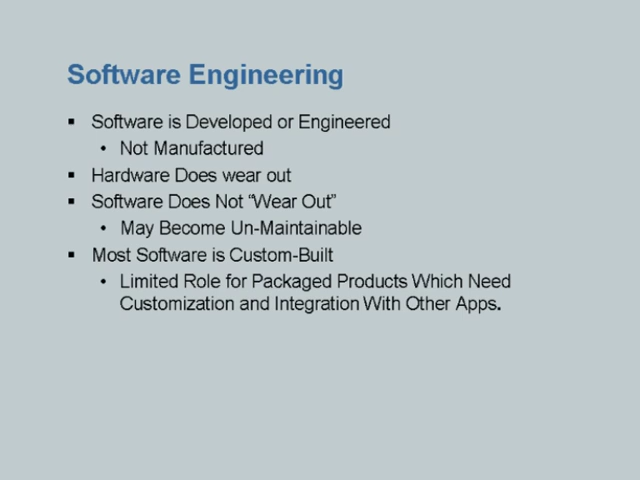 Software Engineering
▪ Software is Developed or Engineered
• Not Manufactured
▪ Hardware Does wear out
▪ Software Does Not “Wear Out”
• May Become Un-Maintainable
▪ Most Software is Custom-Built
• Limited Role for Packaged Products Which Need
Customization and Integration With Other Apps.